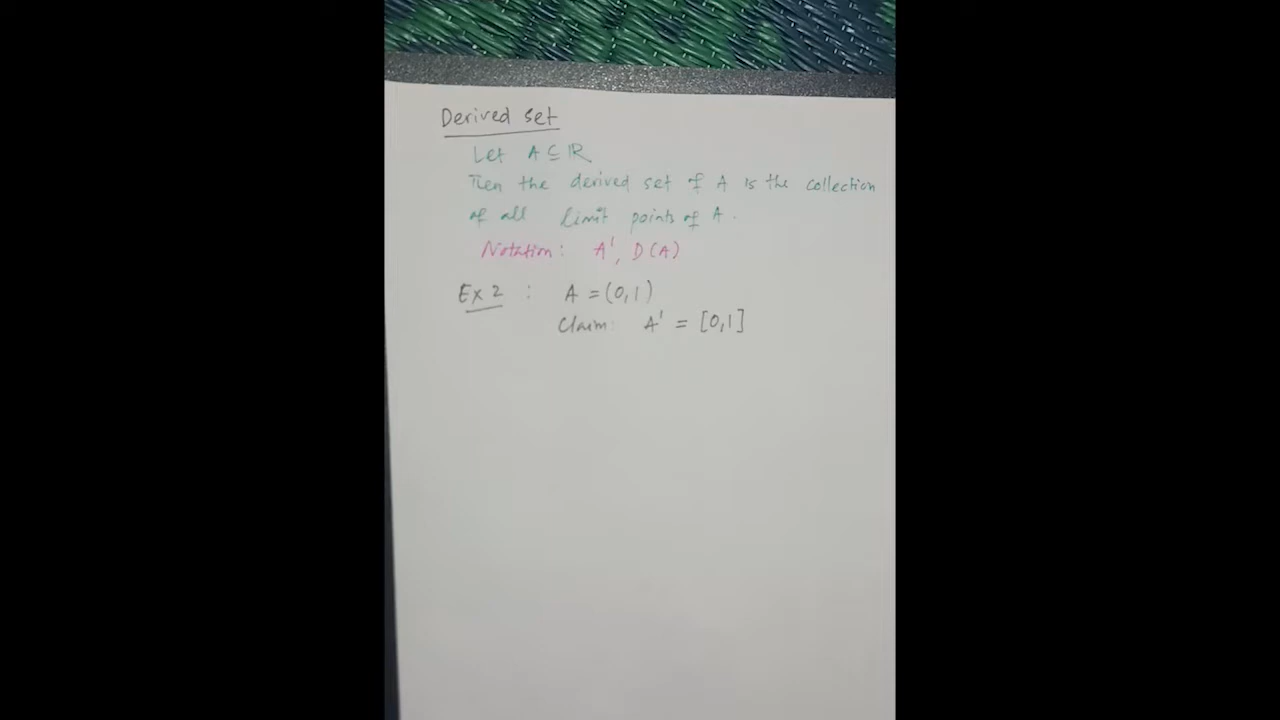 Derived set
Let A ⊆ ℝ
Then the derived set of A is the collection
of all limit points of A.
Notation: A', D(A)
Ex 2 : A = (0,1)
Claim: A' = [0,1]